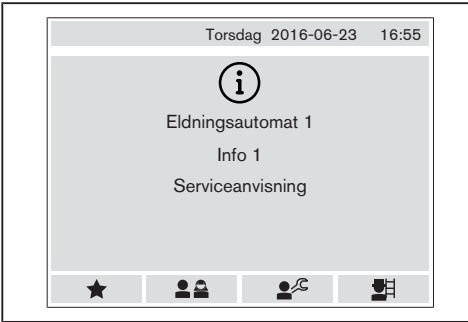 Torsdag 2016-06-23 16:55
Eldningsautomat 1
Info 1
Serviceanvisning